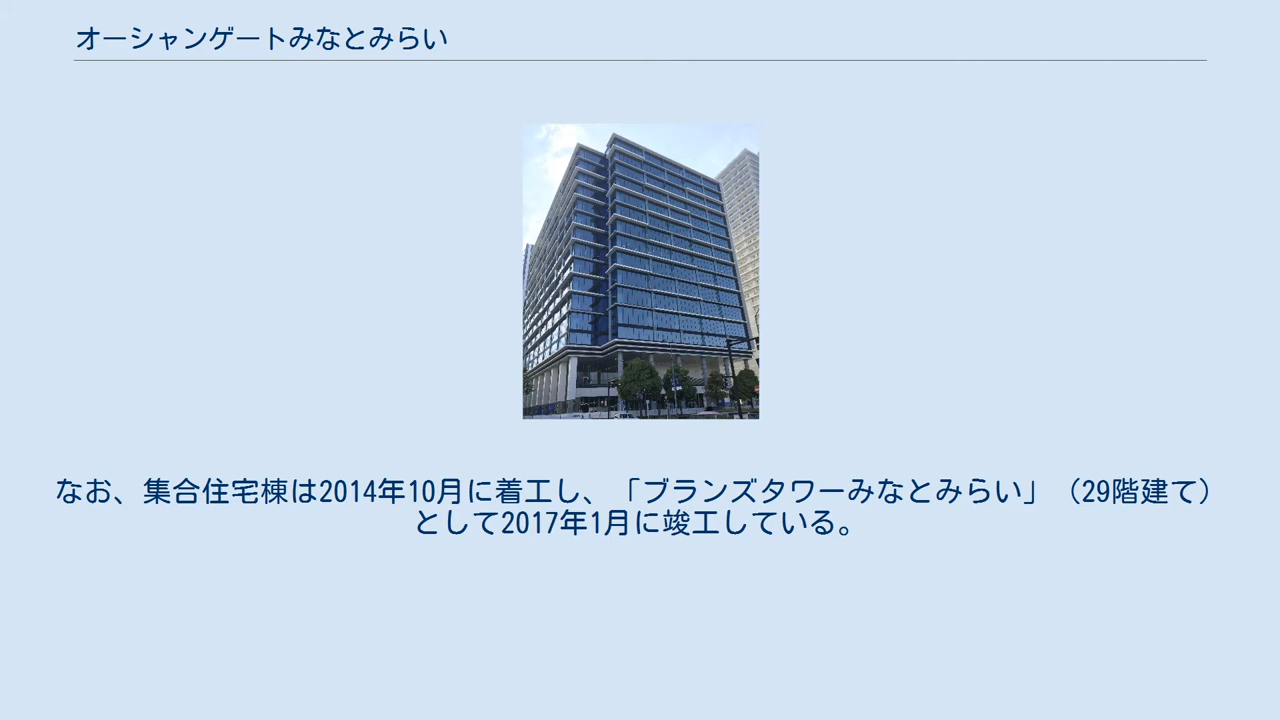 オーシャンゲートみなとみらい
なお、集合住宅棟は2014年10月に着工し、「ブランズタワーみなとみらい」（29階建て）
として2017年1月に竣工している。